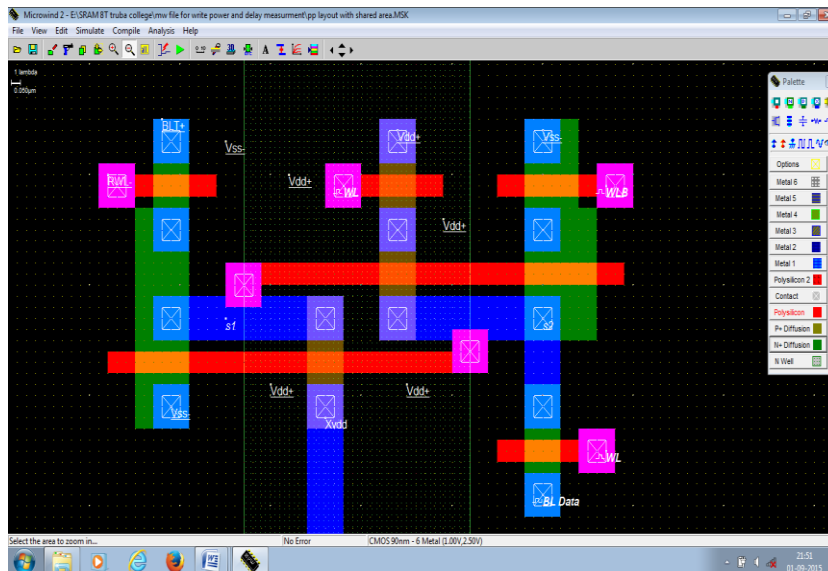 Microwind 2 - E:\SRAM 8T truba college\mw file for write power and delay measurment\pp layout with shared area.MSK
File View Edit Simulate Compile Analysis Help
1 lambda
0.050µm
Palette
BLT+
Vss-
Vdd+
Vss-
RWL
Vdd+
WL
WLB
Vdd+
s1
s2
Vdd+
Vdd+
Vss-
Xvdd
WL
BL Data
Options
Metal 6
Metal 5
Metal 4
Metal 3
Metal 2
Metal 1
Polysilicon 2
Contact
Polysilicon
P+ Diffusion
N+ Diffusion
N Well
Select the area to zoom in...
No Error
CMOS 90nm - 6 Metal (1.00V,2.50V)
21:51
01-09-2015